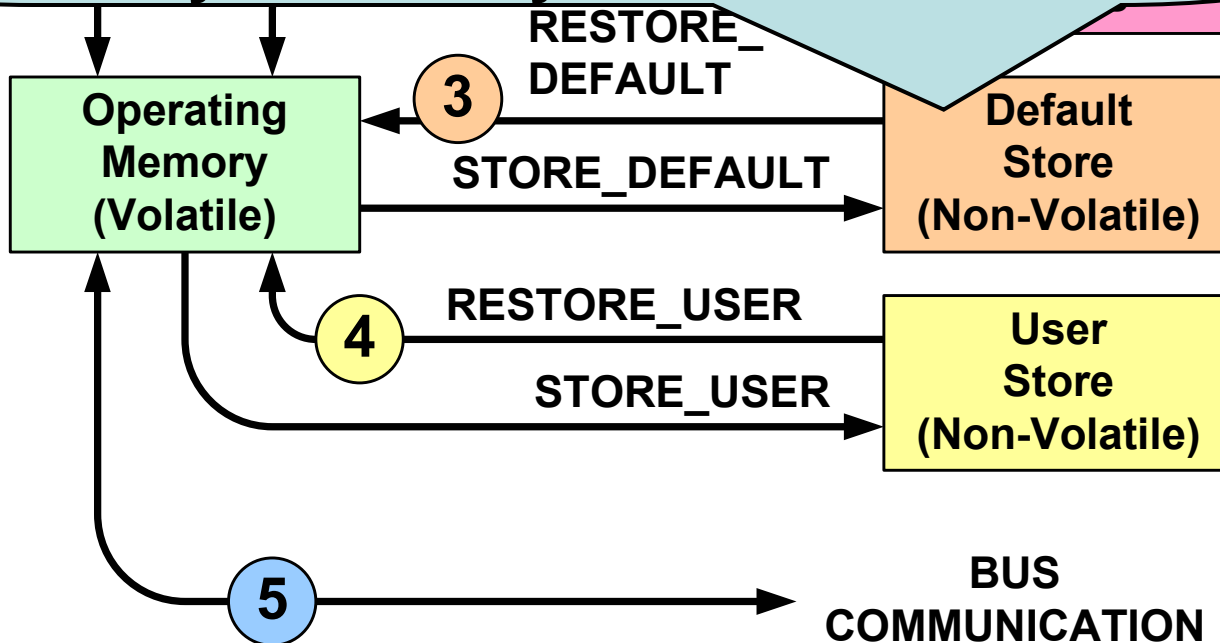 RESTORE_
DEFAULT
3
Operating
Memory
(Volatile)
Default
Store
(Non-Volatile)
STORE_DEFAULT
RESTORE_USER
4
User
Store
(Non-Volatile)
STORE_USER
5
BUS
COMMUNICATION